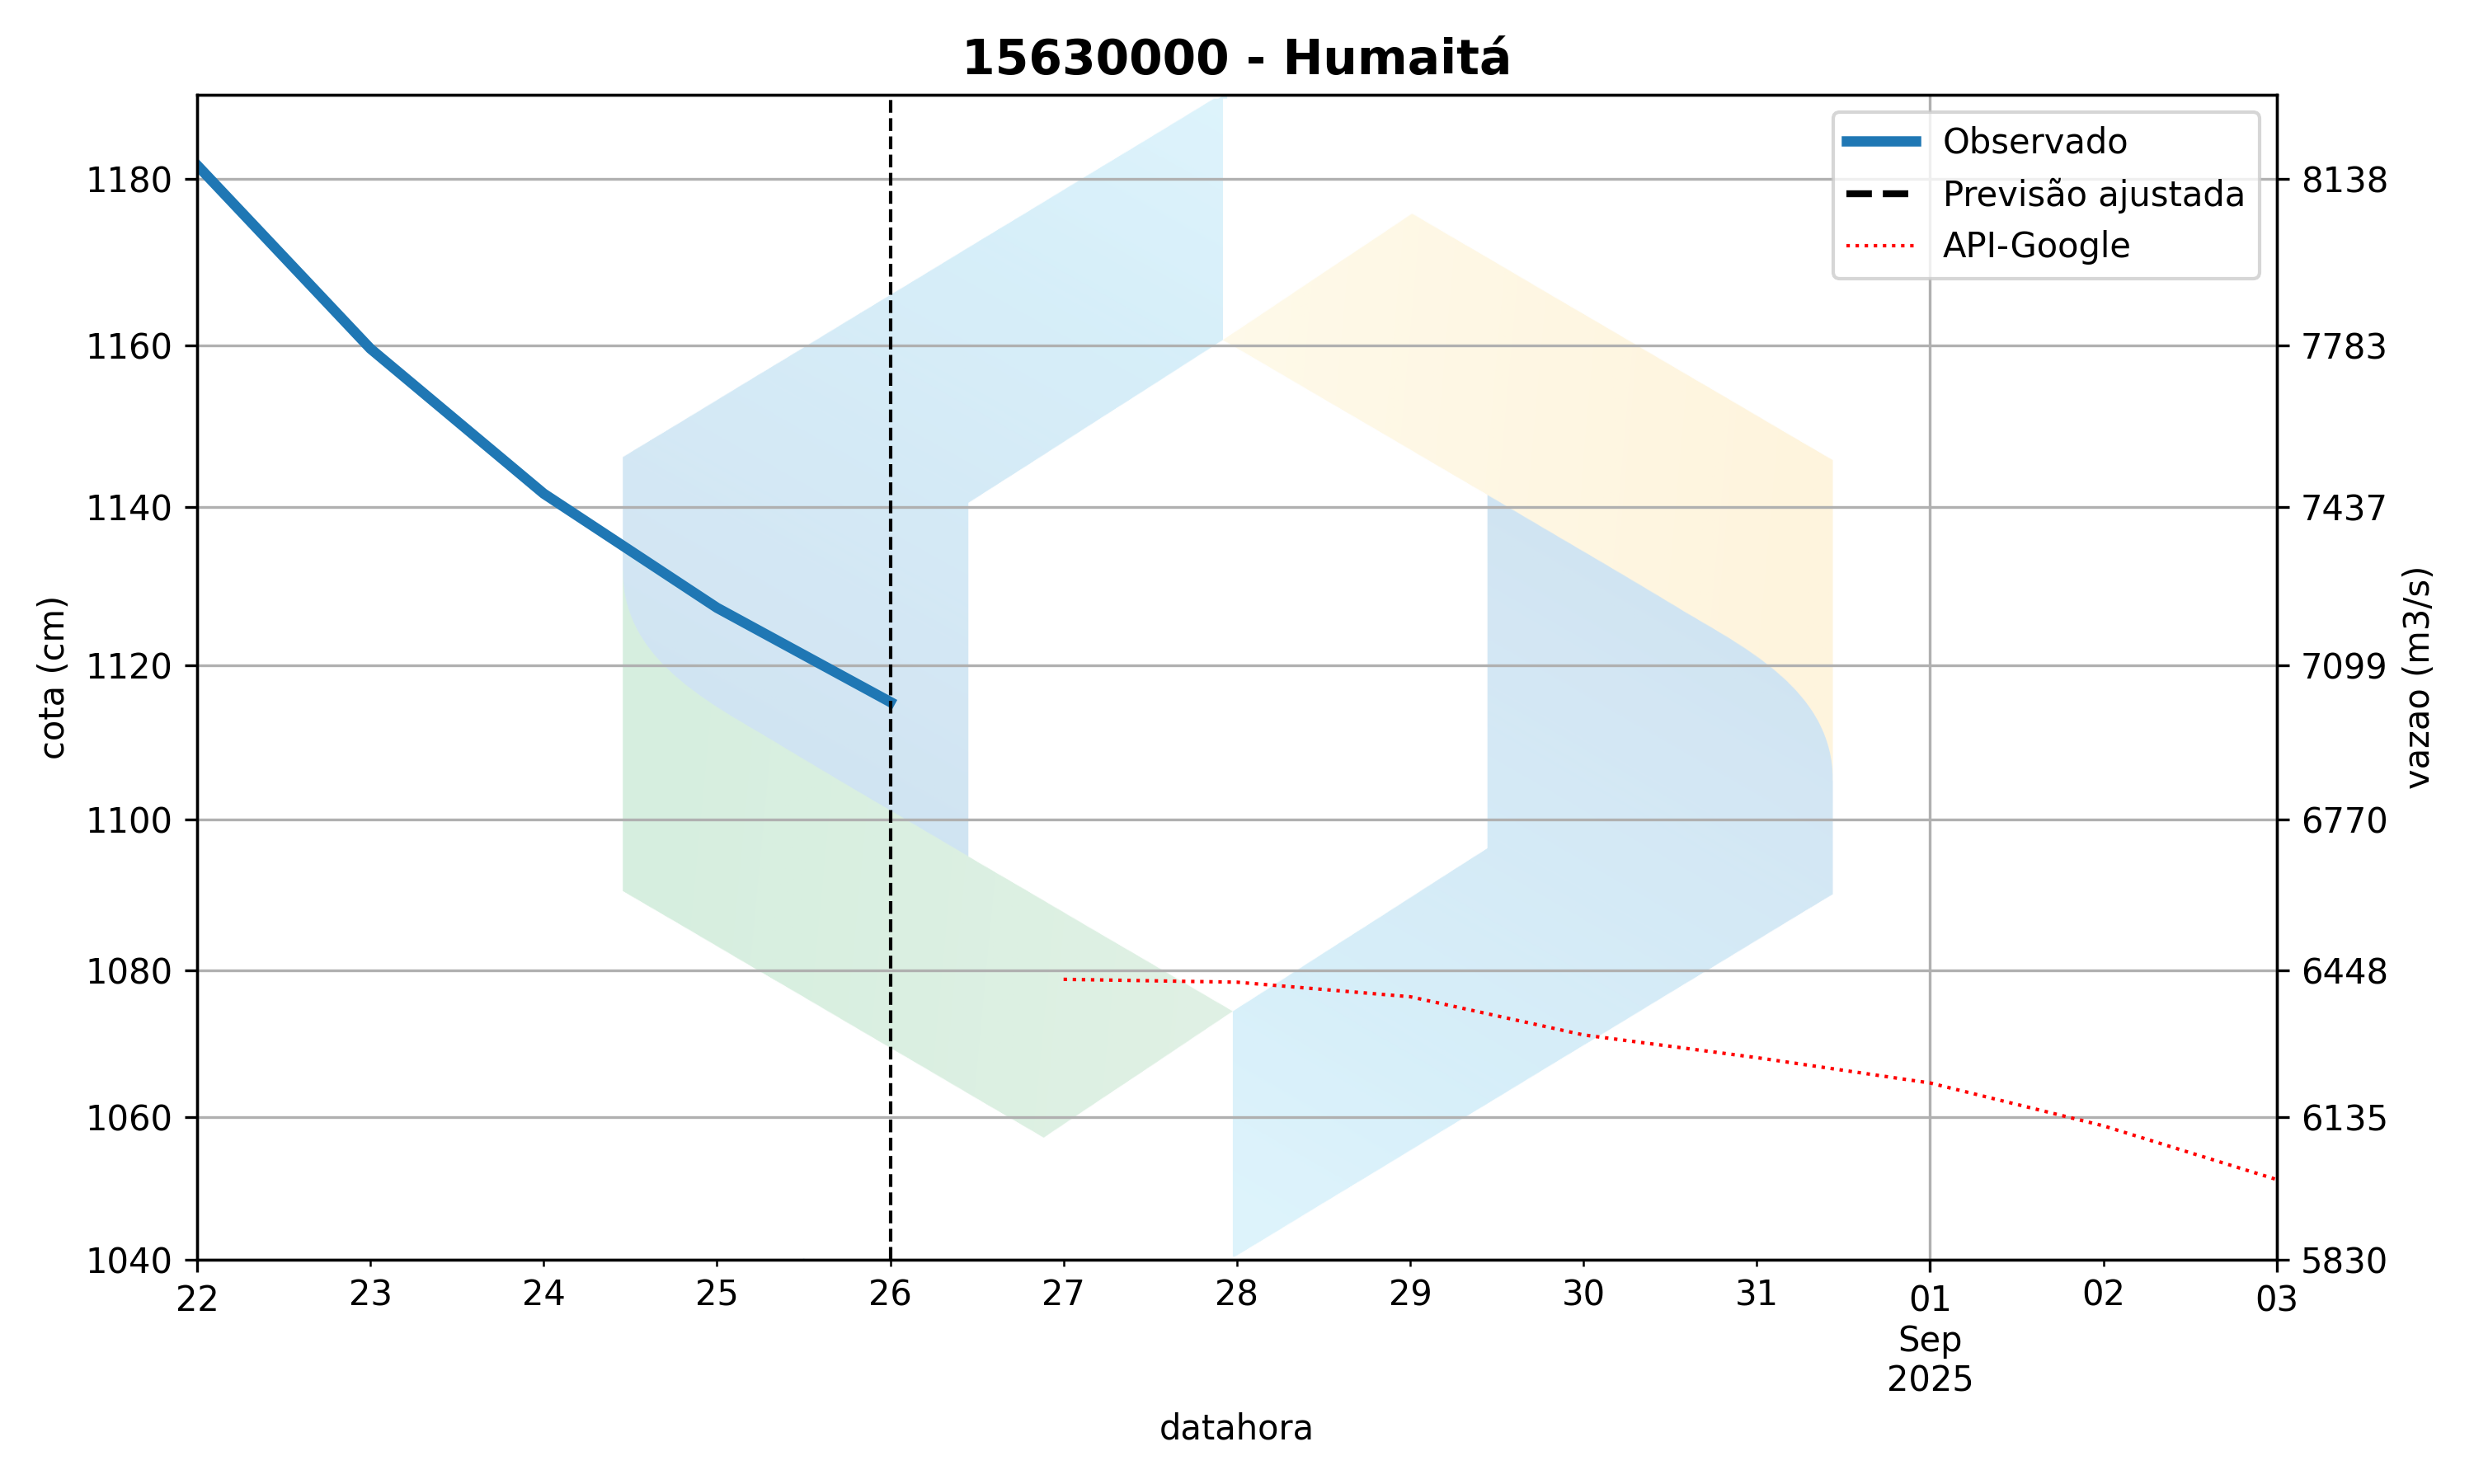 15630000 - Humaitá
Observado
Previsão ajustada
API-Google
1180
1160
1140
1120
1100
1080
1060
1040
cota (cm)
8138
7783
7437
7099
6770
6448
6135
5830
vazao (m3/s)
22 23 24 25 26 27 28 29 30 31 01 02 03
Sep
2025
datahora